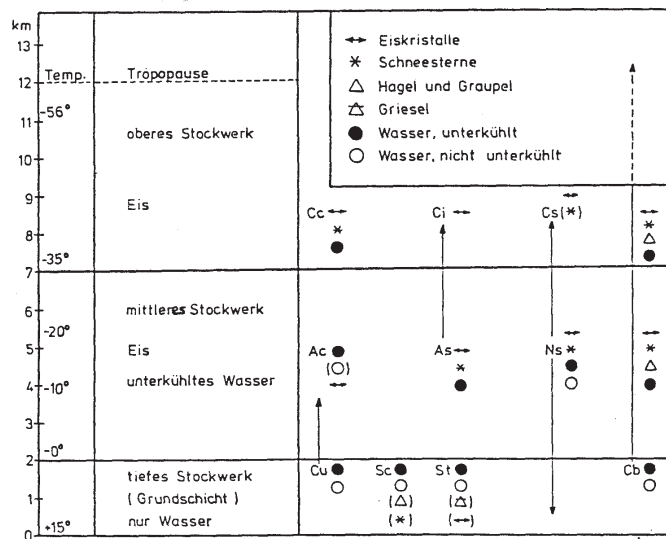 km
13
12
11
10
9
8
7
6
5
4
3
2
1
0
Temp.
-56°
-35°
-20°
-10°
-0°
+15°
Tropopause
oberes Stockwerk
Eis
mittleres Stockwerk
Eis
unterkühltes Wasser
tiefes Stockwerk
(Grundschicht)
nur Wasser
Eiskristalle
Schneesterne
Hagel und Graupel
Griesel
Wasser, unterkühlt
Wasser, nicht unterkühlt
Cc
Ci
Cs
Ac
As
Ns
Cu
Sc
St
Cb